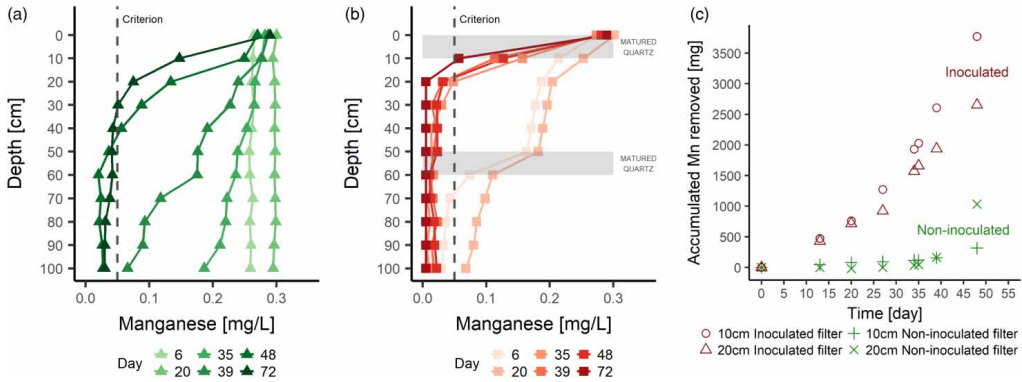 (a)
Criterion
0
10
20
30
40
50
60
70
80
90
100
Depth [cm]
0.0 0.1 0.2 0.3
Manganese [mg/L]
Day
6 35 48
20 39 72
(b)
Criterion
MATURED
QUARTZ
MATURED
QUARTZ
0
10
20
30
40
50
60
70
80
90
100
Depth [cm]
0.0 0.1 0.2 0.3
Manganese [mg/L]
Day
6 35 48
20 39 72
(c)
Accumulated Mn removed [mg]
3500
3000
2500
2000
1500
1000
500
0
Inoculated
Non-inoculated
0 5 10 15 20 25 30 35 40 45 50 55
Time [day]
10cm Inoculated filter 10cm Non-inoculated filter
20cm Inoculated filter 20cm Non-inoculated filter